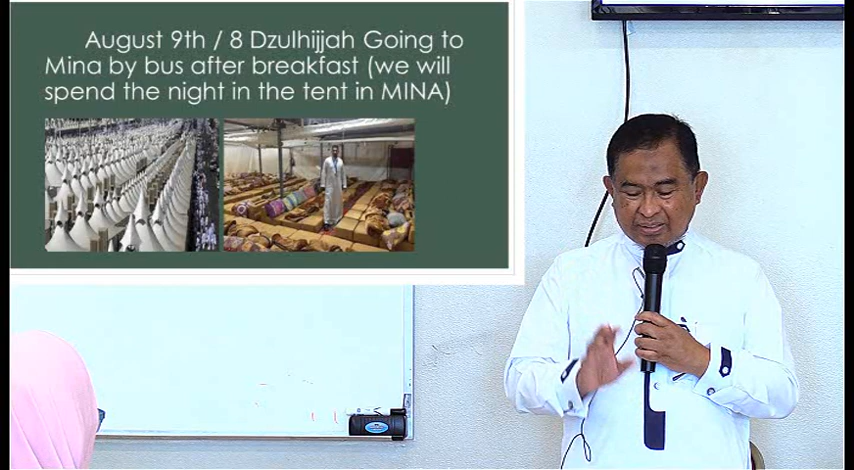 August 9th / 8 Dzulhijjah Going to
Mina by bus after breakfast (we will
spend the night in the tent in MINA)